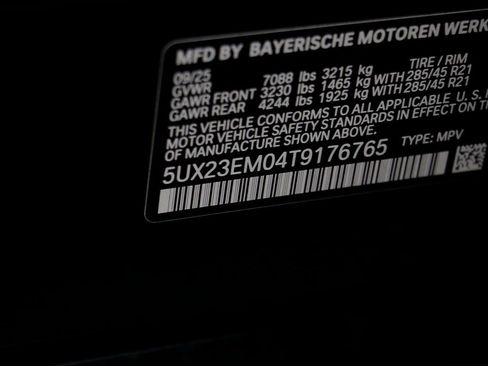 MFD BY BAYERISCHE MOTOREN WERK
09/25 TIRE / RIM
GVWR 7088 lbs 3215 kg
GAWR FRONT 3230 lbs 1465 kg WITH 285/45 R21
GAWR REAR 4244 lbs 1925 kg WITH 285/45 R21
THIS VEHICLE CONFORMS TO ALL APPLICABLE U. S. F
MOTOR VEHICLE SAFETY STANDARDS IN EFFECT ON TH
OF MANUFACTURE SHOWN ABOVE.
5UX23EM04T9176765 TYPE: MPV